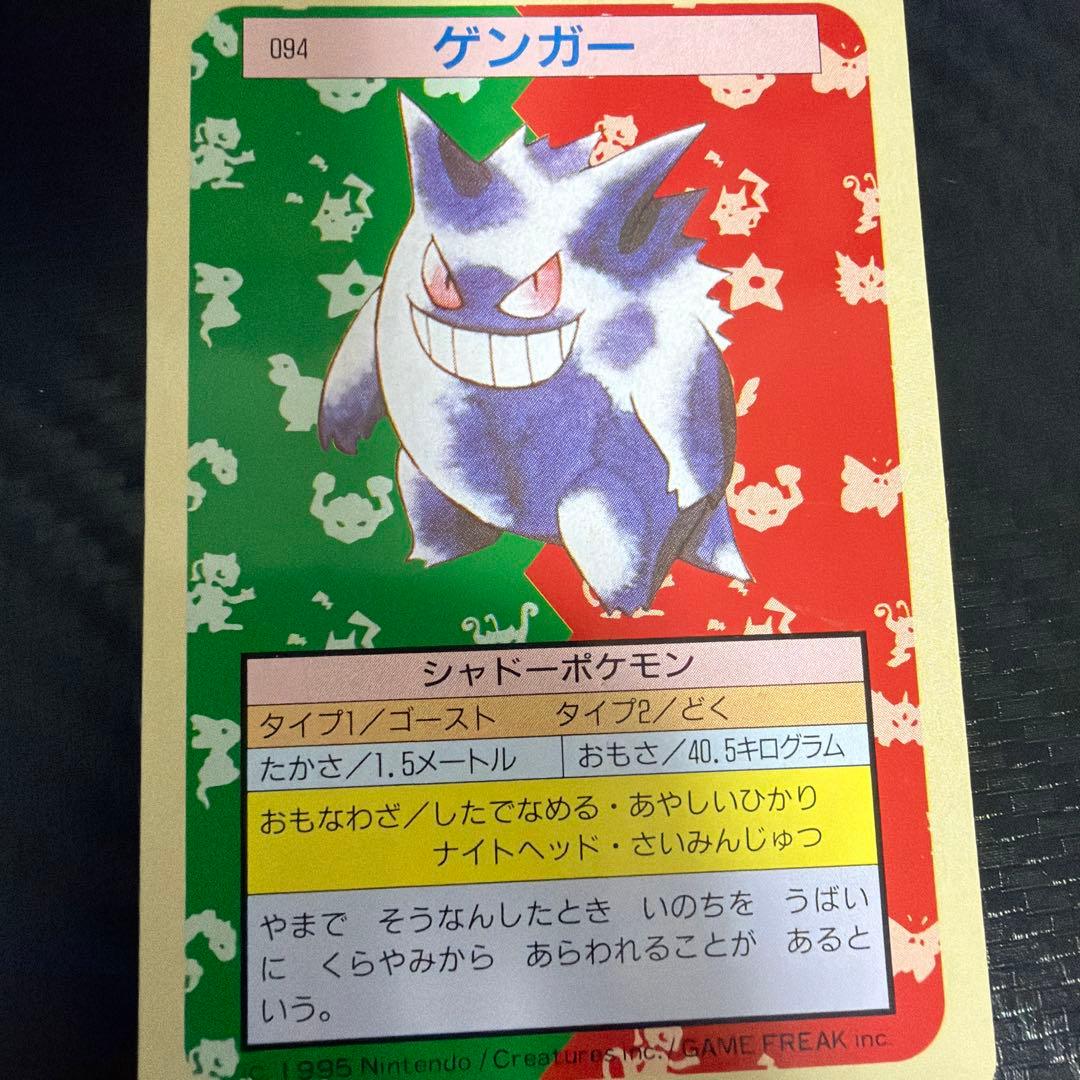 094 ゲンガー
シャドーポケモン
タイプ1/ゴースト タイプ2/どく
たかさ/1.5メートル おもさ/40.5キログラム
おもなわざ/したでなめる・あやしいひかり
ナイトヘッド・さいみんじゅつ
やまで そうなんしたとき いのちを うばい
に くらやみから あらわれることが あると
いう。
C. 1995 Nintendo / Creatures inc. / GAME FREAK inc.